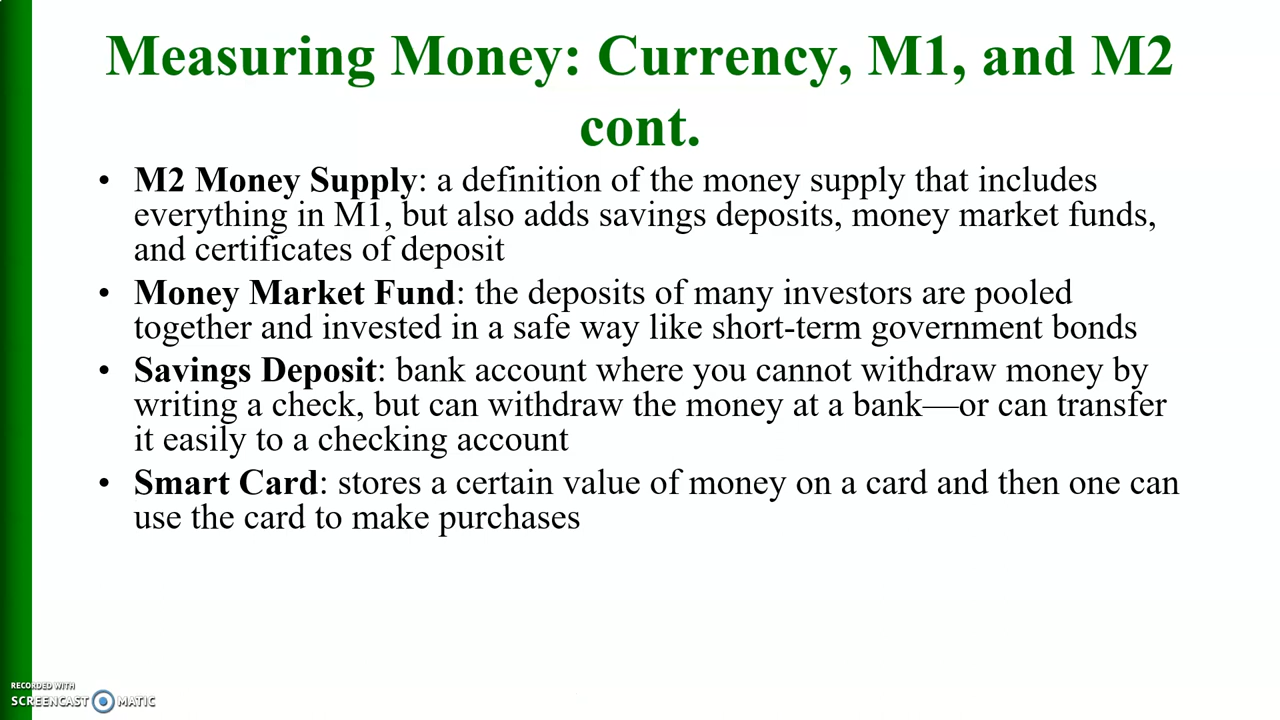 Measuring Money: Currency, M1, and M2
cont.
• M2 Money Supply: a definition of the money supply that includes
everything in M1, but also adds savings deposits, money market funds,
and certificates of deposit
• Money Market Fund: the deposits of many investors are pooled
together and invested in a safe way like short-term government bonds
• Savings Deposit: bank account where you cannot withdraw money by
writing a check, but can withdraw the money at a bank—or can transfer
it easily to a checking account
• Smart Card: stores a certain value of money on a card and then one can
use the card to make purchases
RECORDED WITH
SCREENCAST MATIC